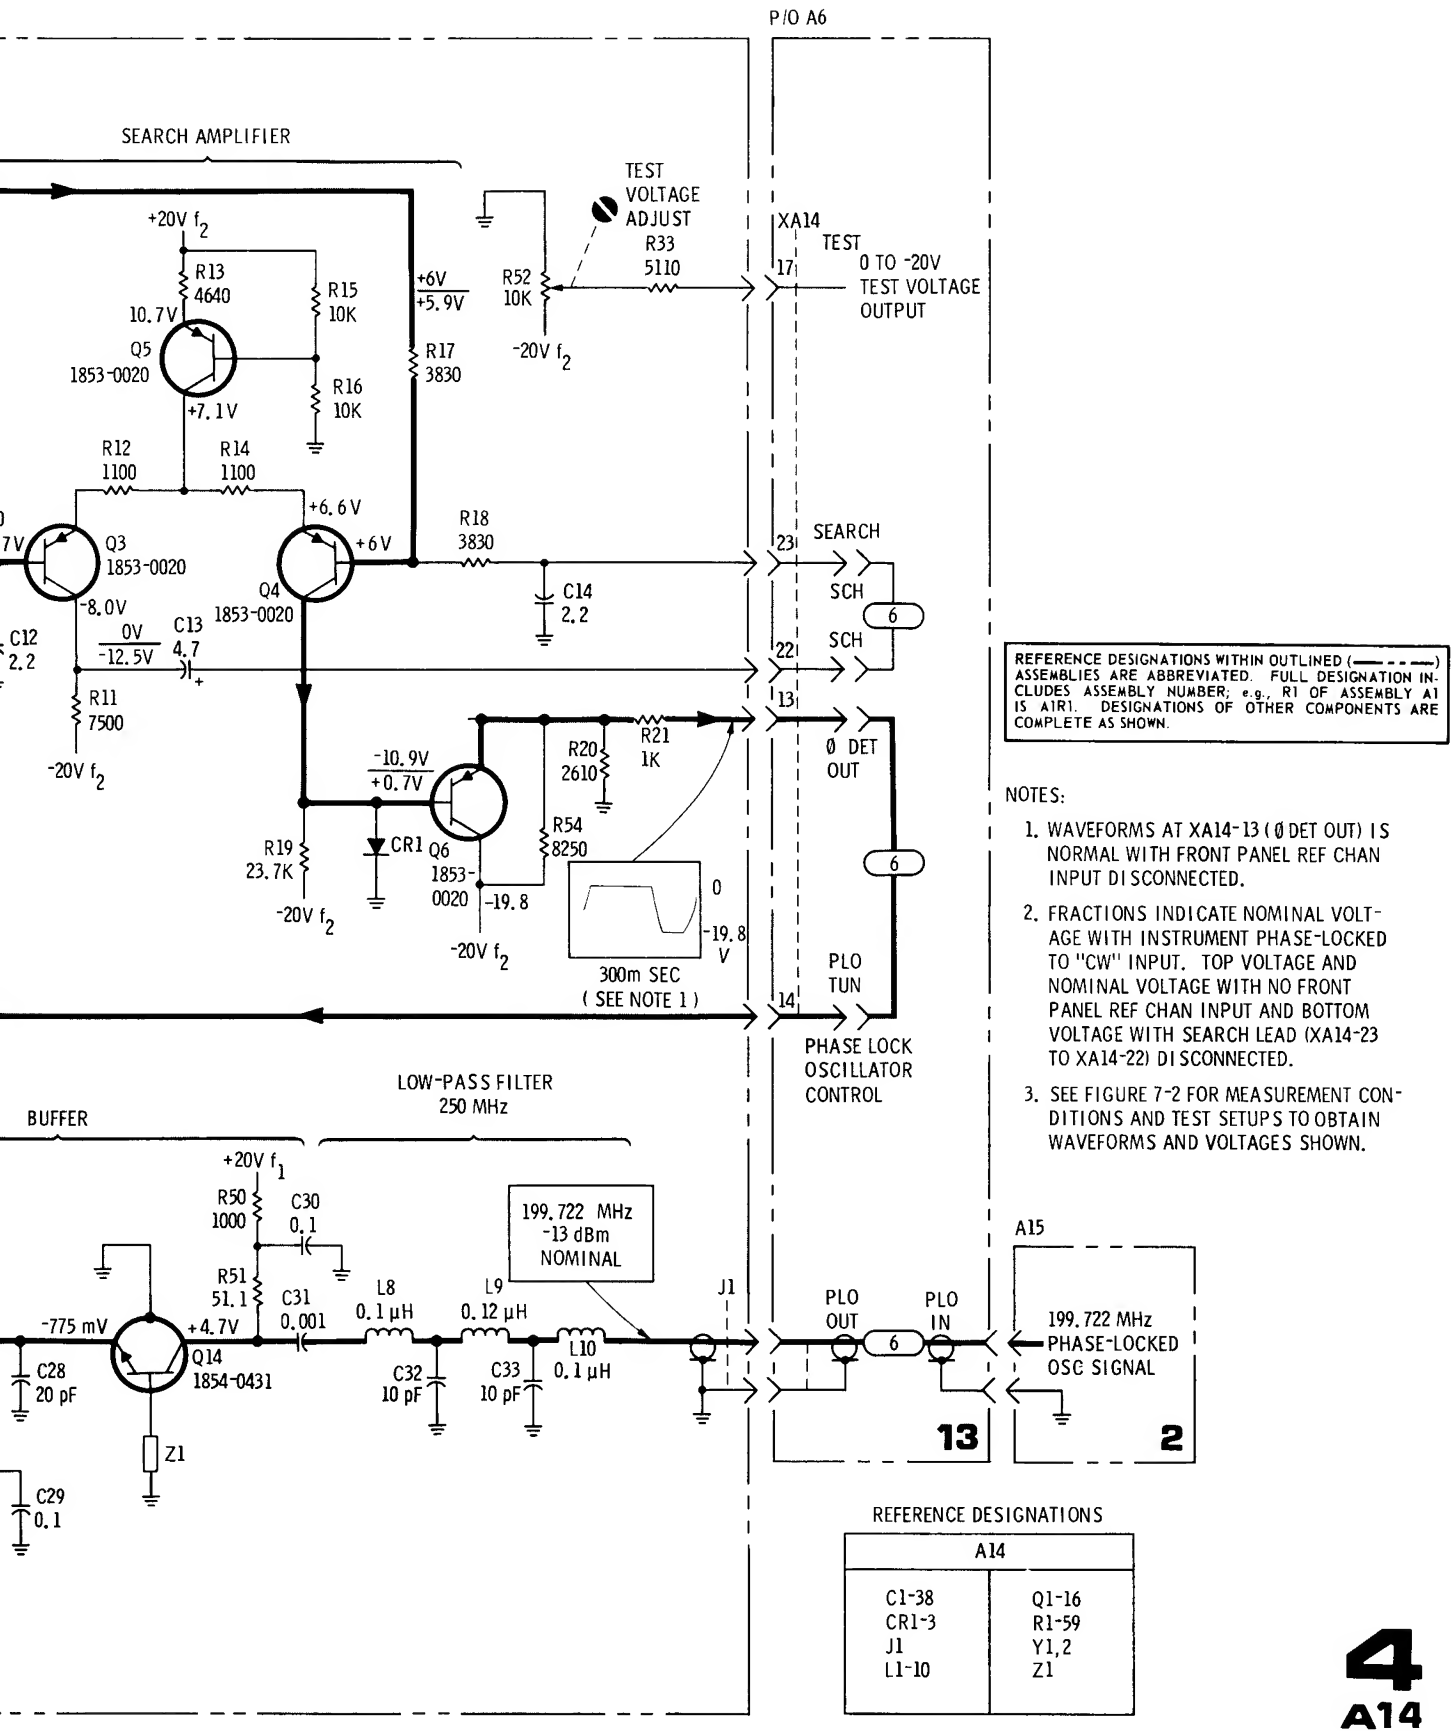 P/O A6
SEARCH AMPLIFIER
+20V f2
R13
4640
10.7V
Q5
1853-0020
+7.1V
R15
10K
R16
10K
+6V
+5.9V
R17
3830
R52
10K
-20V f2
TEST
VOLTAGE
ADJUST
R33
5110
XA14
17
TEST
0 TO -20V
TEST VOLTAGE
OUTPUT
R12
1100
R14
1100
+6.6V
7V
Q3
1853-0020
-8.0V
+6V
Q4
1853-0020
R18
3830
C14
2.2
23
SEARCH
SCH
6
SCH
22
C12
2.2
0V
-12.5V
C13
4.7
+
R11
7500
-20V f2
13
Ø DET
OUT
R20
2610
R21
1K
-10.9V
+0.7V
R54
8250
R19
23.7K
-20V f2
CR1
Q6
1853-
0020
-19.8
-20V f2
0
-19.8
V
300m SEC
( SEE NOTE 1 )
6
PLO
TUN
14
PHASE LOCK
OSCILLATOR
CONTROL
REFERENCE DESIGNATIONS WITHIN OUTLINED (— - - - —)
ASSEMBLIES ARE ABBREVIATED. FULL DESIGNATION IN-
CLUDES ASSEMBLY NUMBER; e.g., R1 OF ASSEMBLY A1
IS A1R1. DESIGNATIONS OF OTHER COMPONENTS ARE
COMPLETE AS SHOWN.
NOTES:
1. WAVEFORMS AT XA14-13 ( Ø DET OUT) IS
NORMAL WITH FRONT PANEL REF CHAN
INPUT DISCONNECTED.
2. FRACTIONS INDICATE NOMINAL VOLT-
AGE WITH INSTRUMENT PHASE-LOCKED
TO "CW" INPUT. TOP VOLTAGE AND
NOMINAL VOLTAGE WITH NO FRONT
PANEL REF CHAN INPUT AND BOTTOM
VOLTAGE WITH SEARCH LEAD (XA14-23
TO XA14-22) DISCONNECTED.
3. SEE FIGURE 7-2 FOR MEASUREMENT CON-
DITIONS AND TEST SETUPS TO OBTAIN
WAVEFORMS AND VOLTAGES SHOWN.
BUFFER
LOW-PASS FILTER
250 MHz
+20V f1
R50
1000
C30
0.1
R51
51.1
C31
0.001
L8
0.1 µH
L9
0.12 µH
L10
0.1 µH
199.722 MHz
-13 dBm
NOMINAL
J1
-775 mV
+4.7V
Q14
1854-0431
C28
20 pF
C32
10 pF
C33
10 pF
Z1
C29
0.1
PLO
OUT
6
PLO
IN
13
A15
199.722 MHz
PHASE-LOCKED
OSC SIGNAL
2
REFERENCE DESIGNATIONS
A14
C1-38 Q1-16
CR1-3 R1-59
J1 Y1,2
L1-10 Z1
4
A14